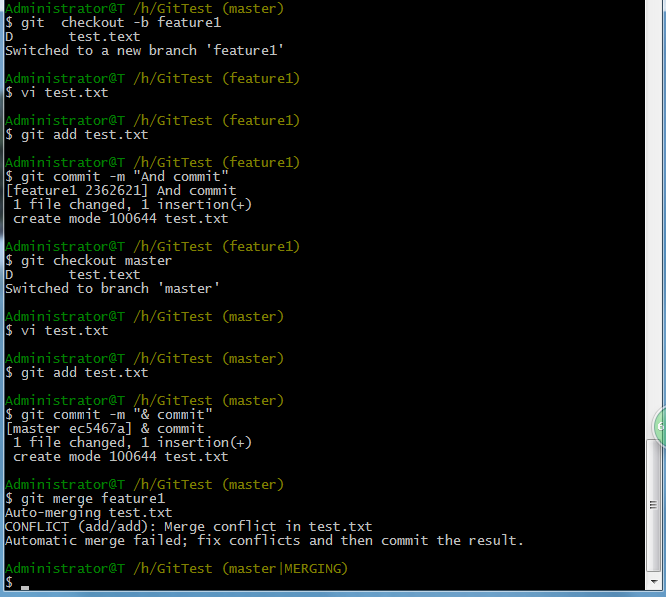 Administrator@T /h/GitTest (master)
$ git  checkout -b feature1
D       test.text
Switched to a new branch 'feature1'
Administrator@T /h/GitTest (feature1)
$ vi test.txt
Administrator@T /h/GitTest (feature1)
$ git add test.txt
Administrator@T /h/GitTest (feature1)
$ git commit -m "And commit"
[feature1 2362621] And commit
 1 file changed, 1 insertion(+)
 create mode 100644 test.txt
Administrator@T /h/GitTest (feature1)
$ git checkout master
D       test.text
Switched to branch 'master'
Administrator@T /h/GitTest (master)
$ vi test.txt
Administrator@T /h/GitTest (master)
$ git add test.txt
Administrator@T /h/GitTest (master)
$ git commit -m "& commit"
[master ec5467a] & commit
 1 file changed, 1 insertion(+)
 create mode 100644 test.txt
Administrator@T /h/GitTest (master)
$ git merge feature1
Auto-merging test.txt
CONFLICT (add/add): Merge conflict in test.txt
Automatic merge failed; fix conflicts and then commit the result.
Administrator@T /h/GitTest (master|MERGING)
$